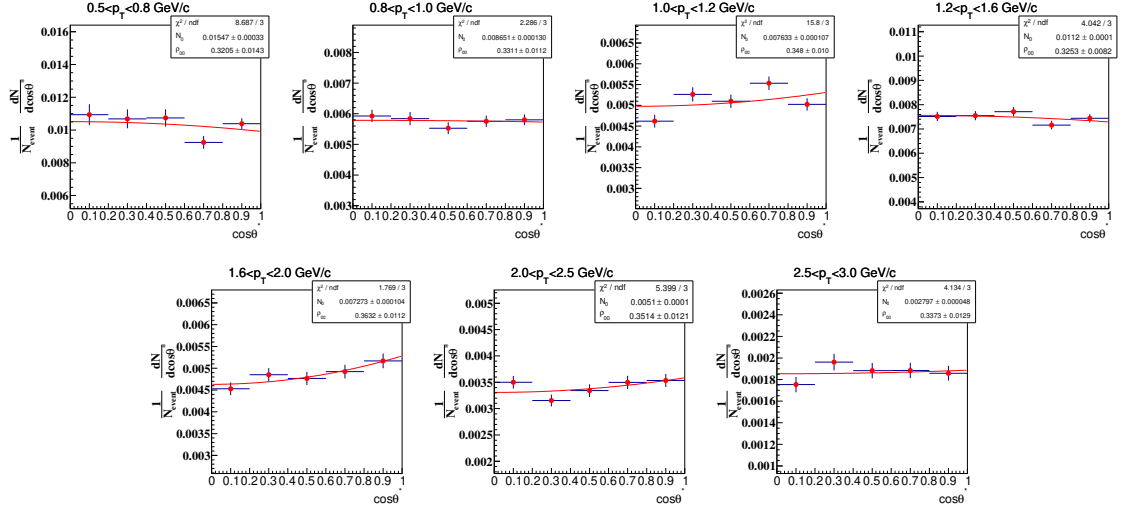 0.5<p_T<0.8 GeV/c
χ² / ndf 8.687 / 3
N₀ 0.01547 ± 0.00033
ρ₀₀ 0.3205 ± 0.0143
0.016
0.014
0.012
0.01
0.008
0.006
1/N_event dN/dcosθ*
0 0.1 0.2 0.3 0.4 0.5 0.6 0.7 0.8 0.9 1
cosθ*
0.8<p_T<1.0 GeV/c
χ² / ndf 2.286 / 3
N₀ 0.008651 ± 0.000130
ρ₀₀ 0.3311 ± 0.0112
0.009
0.008
0.007
0.006
0.005
0.004
0.003
1/N_event dN/dcosθ*
0 0.1 0.2 0.3 0.4 0.5 0.6 0.7 0.8 0.9 1
cosθ*
1.0<p_T<1.2 GeV/c
χ² / ndf 15.8 / 3
N₀ 0.007633 ± 0.000107
ρ₀₀ 0.348 ± 0.010
0.0065
0.006
0.0055
0.005
0.0045
0.004
0.0035
0.003
0.0025
1/N_event dN/dcosθ*
0 0.1 0.2 0.3 0.4 0.5 0.6 0.7 0.8 0.9 1
cosθ*
1.2<p_T<1.6 GeV/c
χ² / ndf 4.042 / 3
N₀ 0.0112 ± 0.0001
ρ₀₀ 0.3253 ± 0.0082
0.011
0.01
0.009
0.008
0.007
0.006
0.005
0.004
1/N_event dN/dcosθ*
0 0.1 0.2 0.3 0.4 0.5 0.6 0.7 0.8 0.9 1
cosθ*
1.6<p_T<2.0 GeV/c
χ² / ndf 1.769 / 3
N₀ 0.007273 ± 0.000104
ρ₀₀ 0.3632 ± 0.0112
0.0065
0.006
0.0055
0.005
0.0045
0.004
0.0035
0.003
1/N_event dN/dcosθ*
0 0.1 0.2 0.3 0.4 0.5 0.6 0.7 0.8 0.9 1
cosθ*
2.0<p_T<2.5 GeV/c
χ² / ndf 5.399 / 3
N₀ 0.0051 ± 0.0001
ρ₀₀ 0.3514 ± 0.0121
0.005
0.0045
0.004
0.0035
0.003
0.0025
0.002
1/N_event dN/dcosθ*
0 0.1 0.2 0.3 0.4 0.5 0.6 0.7 0.8 0.9 1
cosθ*
2.5<p_T<3.0 GeV/c
χ² / ndf 4.134 / 3
N₀ 0.002797 ± 0.000048
ρ₀₀ 0.3373 ± 0.0129
0.0026
0.0024
0.0022
0.002
0.0018
0.0016
0.0014
0.0012
0.001
1/N_event dN/dcosθ*
0 0.1 0.2 0.3 0.4 0.5 0.6 0.7 0.8 0.9 1
cosθ*